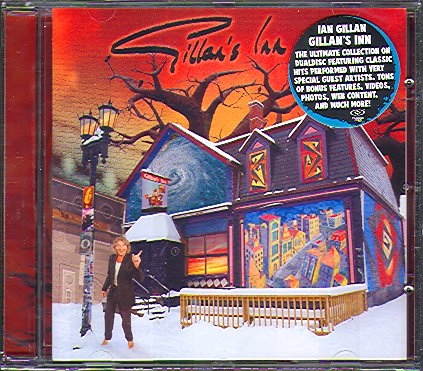 Gillan's Inn
IAN GILLAN
GILLAN'S INN
THE ULTIMATE COLLECTION ON
DUALDISC FEATURING CLASSIC
HITS PERFORMED WITH VERY
SPECIAL GUEST ARTISTS. TONS
OF BONUS FEATURES, VIDEOS,
PHOTOS, WEB CONTENT,
AND MUCH MORE!